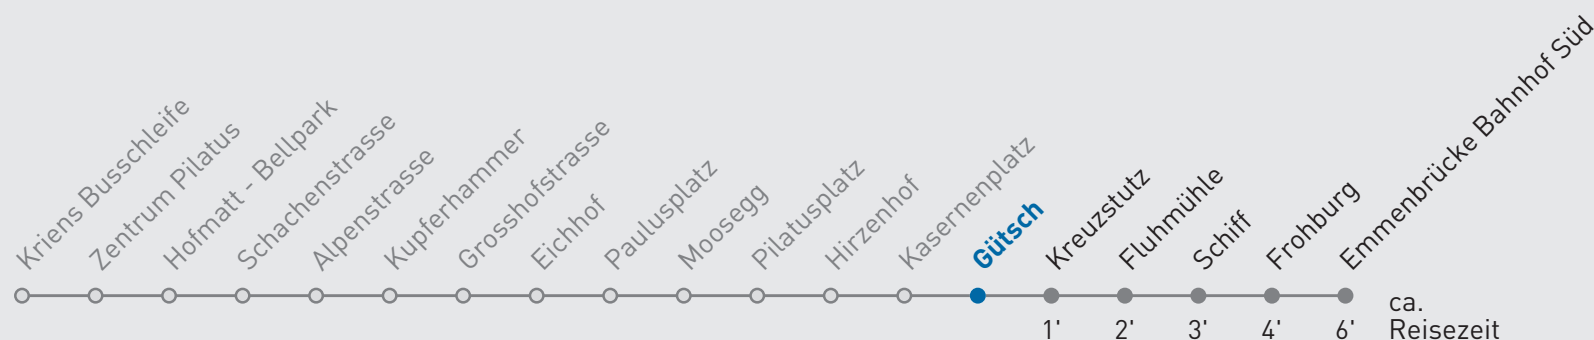 Kriens Busschleife
Zentrum Pilatus
Hofmatt - Bellpark
Schachenstrasse
Alpenstrasse
Kupferhammer
Grosshofstrasse
Eichhof
Paulusplatz
Moosegg
Pilatusplatz
Hirzenhof
Kasernenplatz
Gütsch
Kreuzstutz
Fluhmühle
Schiff
Frohburg
Emmenbrücke Bahnhof Süd
1' 2' 3' 4' 6'
ca.
Reisezeit